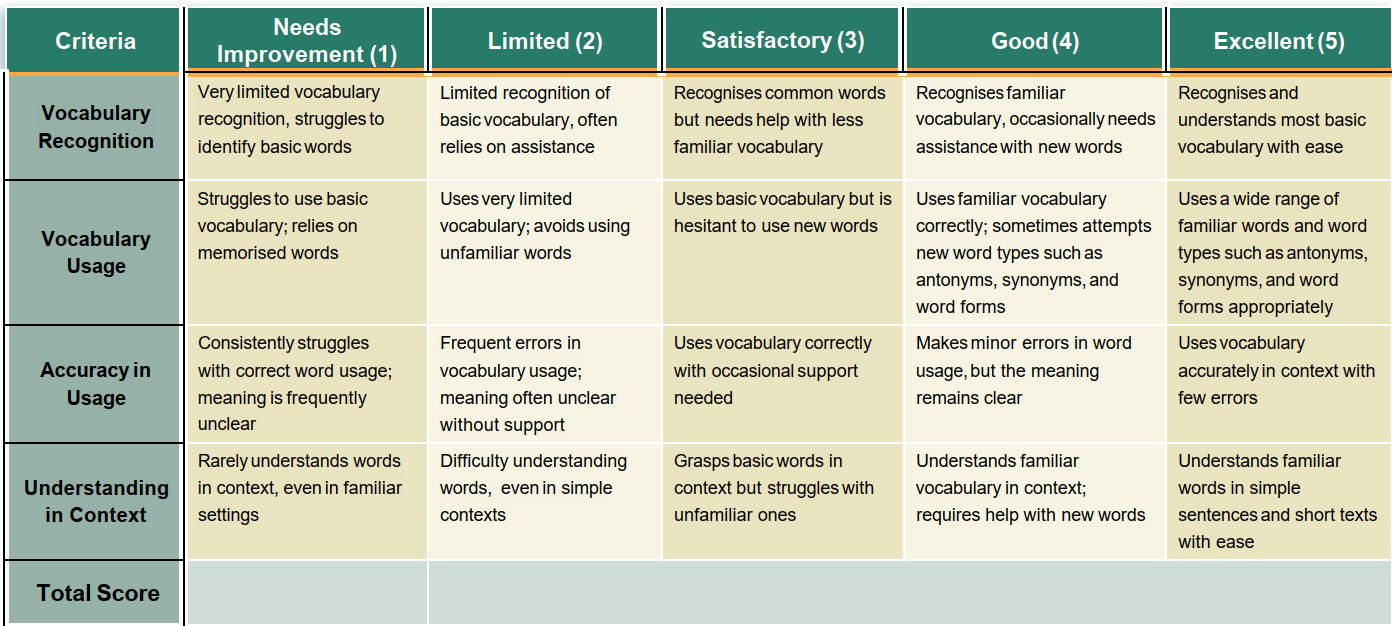 Criteria
Needs
Improvement (1)
Limited (2)
Satisfactory (3)
Good (4)
Excellent (5)
Vocabulary
Recognition
Very limited vocabulary
recognition, struggles to
identify basic words
Limited recognition of
basic vocabulary, often
relies on assistance
Recognises common words
but needs help with less
familiar vocabulary
Recognises familiar
vocabulary, occasionally needs
assistance with new words
Recognises and
understands most basic
vocabulary with ease
Vocabulary
Usage
Struggles to use basic
vocabulary; relies on
memorised words
Uses very limited
vocabulary; avoids using
unfamiliar words
Uses basic vocabulary but is
hesitant to use new words
Uses familiar vocabulary
correctly; sometimes attempts
new word types such as
antonyms, synonyms, and
word forms
Uses a wide range of
familiar words and word
types such as antonyms,
synonyms, and word
forms appropriately
Accuracy in
Usage
Consistently struggles
with correct word usage;
meaning is frequently
unclear
Frequent errors in
vocabulary usage;
meaning often unclear
without support
Uses vocabulary correctly
with occasional support
needed
Makes minor errors in word
usage, but the meaning
remains clear
Uses vocabulary
accurately in context with
few errors
Understanding
in Context
Rarely understands words
in context, even in familiar
settings
Difficulty understanding
words, even in simple
contexts
Grasps basic words in
context but struggles with
unfamiliar ones
Understands familiar
vocabulary in context;
requires help with new words
Understands familiar
words in simple
sentences and short texts
with ease
Total Score